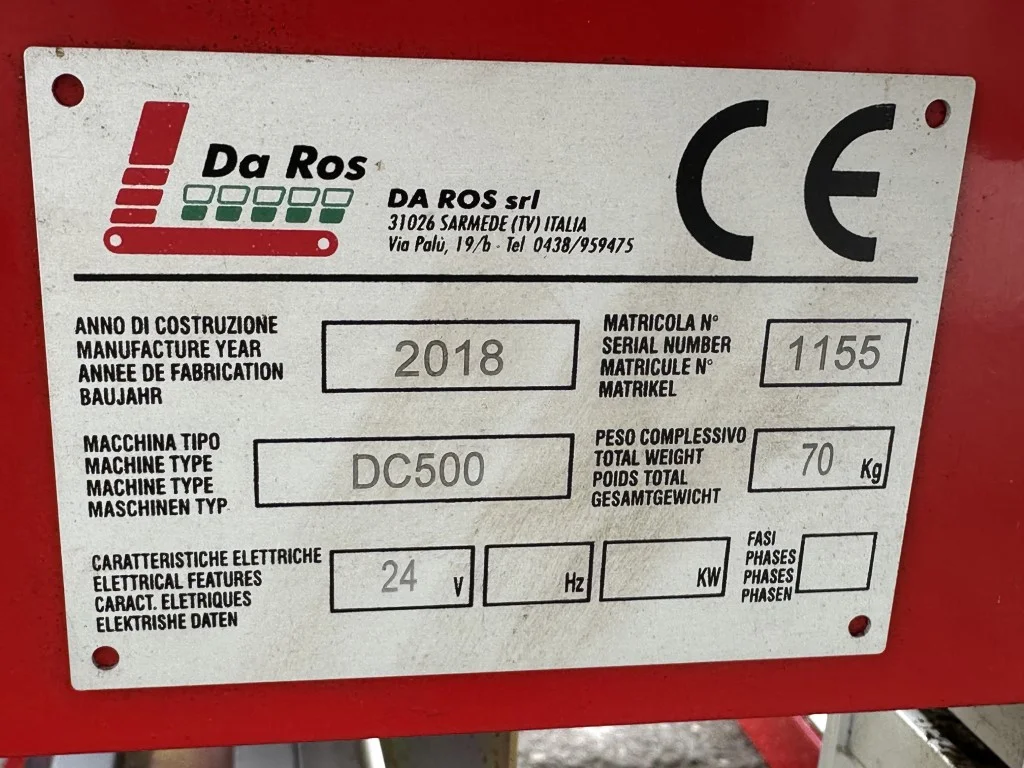 Da Ros
DA ROS srl
31026 SARMEDE (TV) ITALIA
Via Palù, 19/b - Tel 0438/959475
CE
ANNO DI COSTRUZIONE
MANUFACTURE YEAR
ANNEE DE FABRICATION
BAUJAHR
2018
MATRICOLA N°
SERIAL NUMBER
MATRICULE N°
MATRIKEL
1155
MACCHINA TIPO
MACHINE TYPE
MACHINE TYPE
MASCHINEN TYP
DC500
PESO COMPLESSIVO
TOTAL WEIGHT
POIDS TOTAL
GESAMTGEWICHT
70 Kg
CARATTERISTICHE ELETTRICHE
ELETTRICAL FEATURES
CARACT. ELETRIQUES
ELEKTRISHE DATEN
24 V
Hz
KW
FASI
PHASES
PHASES
PHASEN